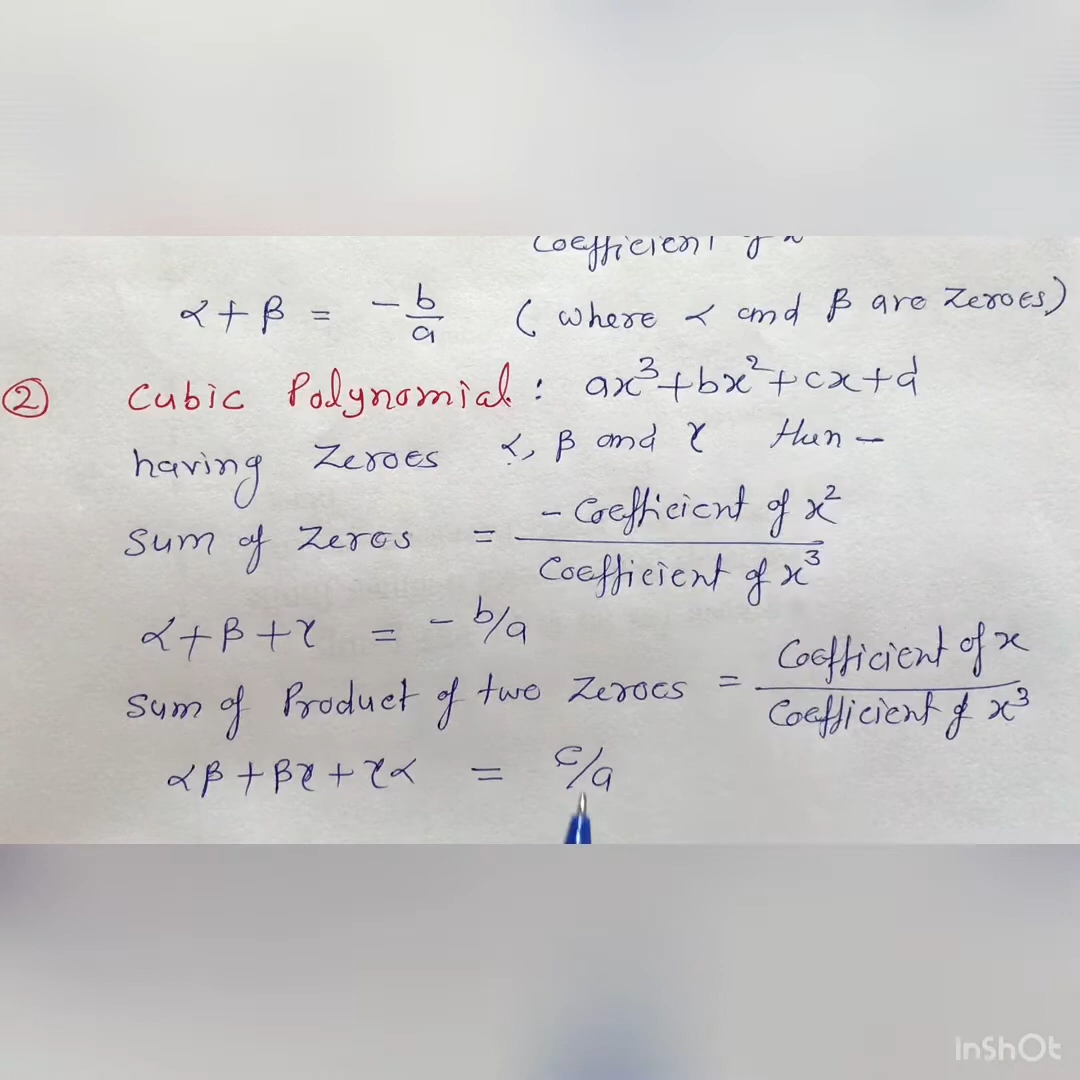 coefficient of x
α + β = - b/a ( where α and β are zeroes)
② Cubic Polynomial : ax³+bx²+cx+d
having zeroes α, β and γ then -
sum of zeros = - coefficient of x² / coefficient of x³
α + β + γ = - b/a
sum of Product of two zeroes = coefficient of x / coefficient of x³
αβ + βγ + γα = c/a
InShOt